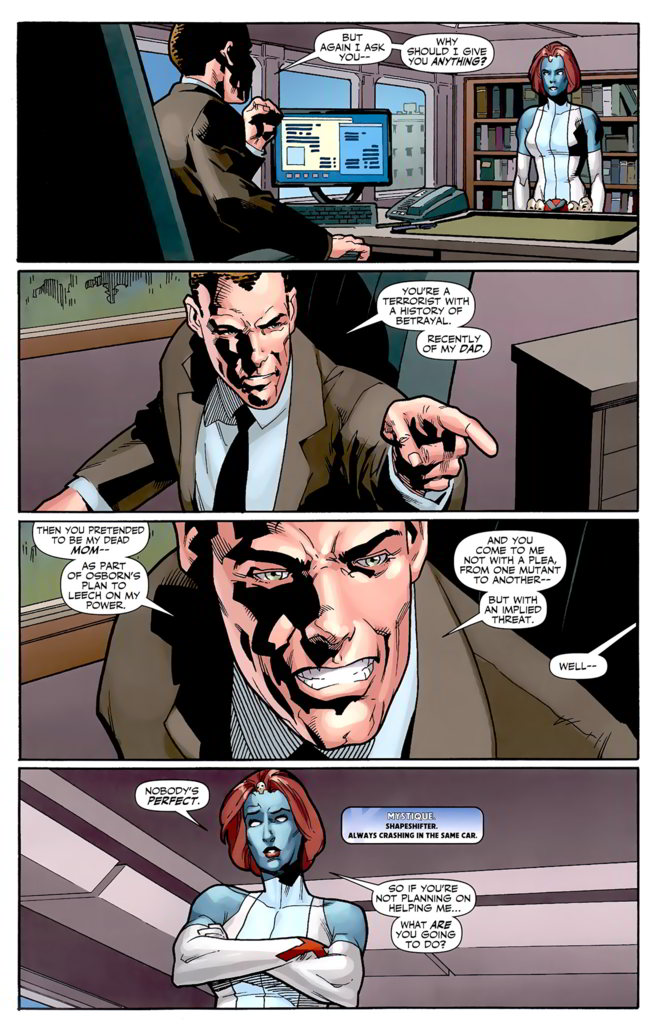 BUT
AGAIN I ASK
YOU--
WHY
SHOULD I GIVE
YOU ANYTHING?
YOU'RE A
TERRORIST WITH
A HISTORY OF
BETRAYAL.
RECENTLY
OF MY DAD.
THEN YOU PRETENDED
TO BE MY DEAD
MOM--
AS PART
OF OSBORN'S
PLAN TO
LEECH ON MY
POWER.
AND YOU
COME TO ME
NOT WITH A PLEA,
FROM ONE MUTANT
TO ANOTHER--
BUT WITH
AN IMPLIED
THREAT.
WELL--
NOBODY'S
PERFECT.
MYSTIQUE.
SHAPESHIFTER.
ALWAYS CRASHING IN THE SAME CAR.
SO IF YOU'RE
NOT PLANNING ON
HELPING ME...
WHAT ARE
YOU GOING
TO DO?